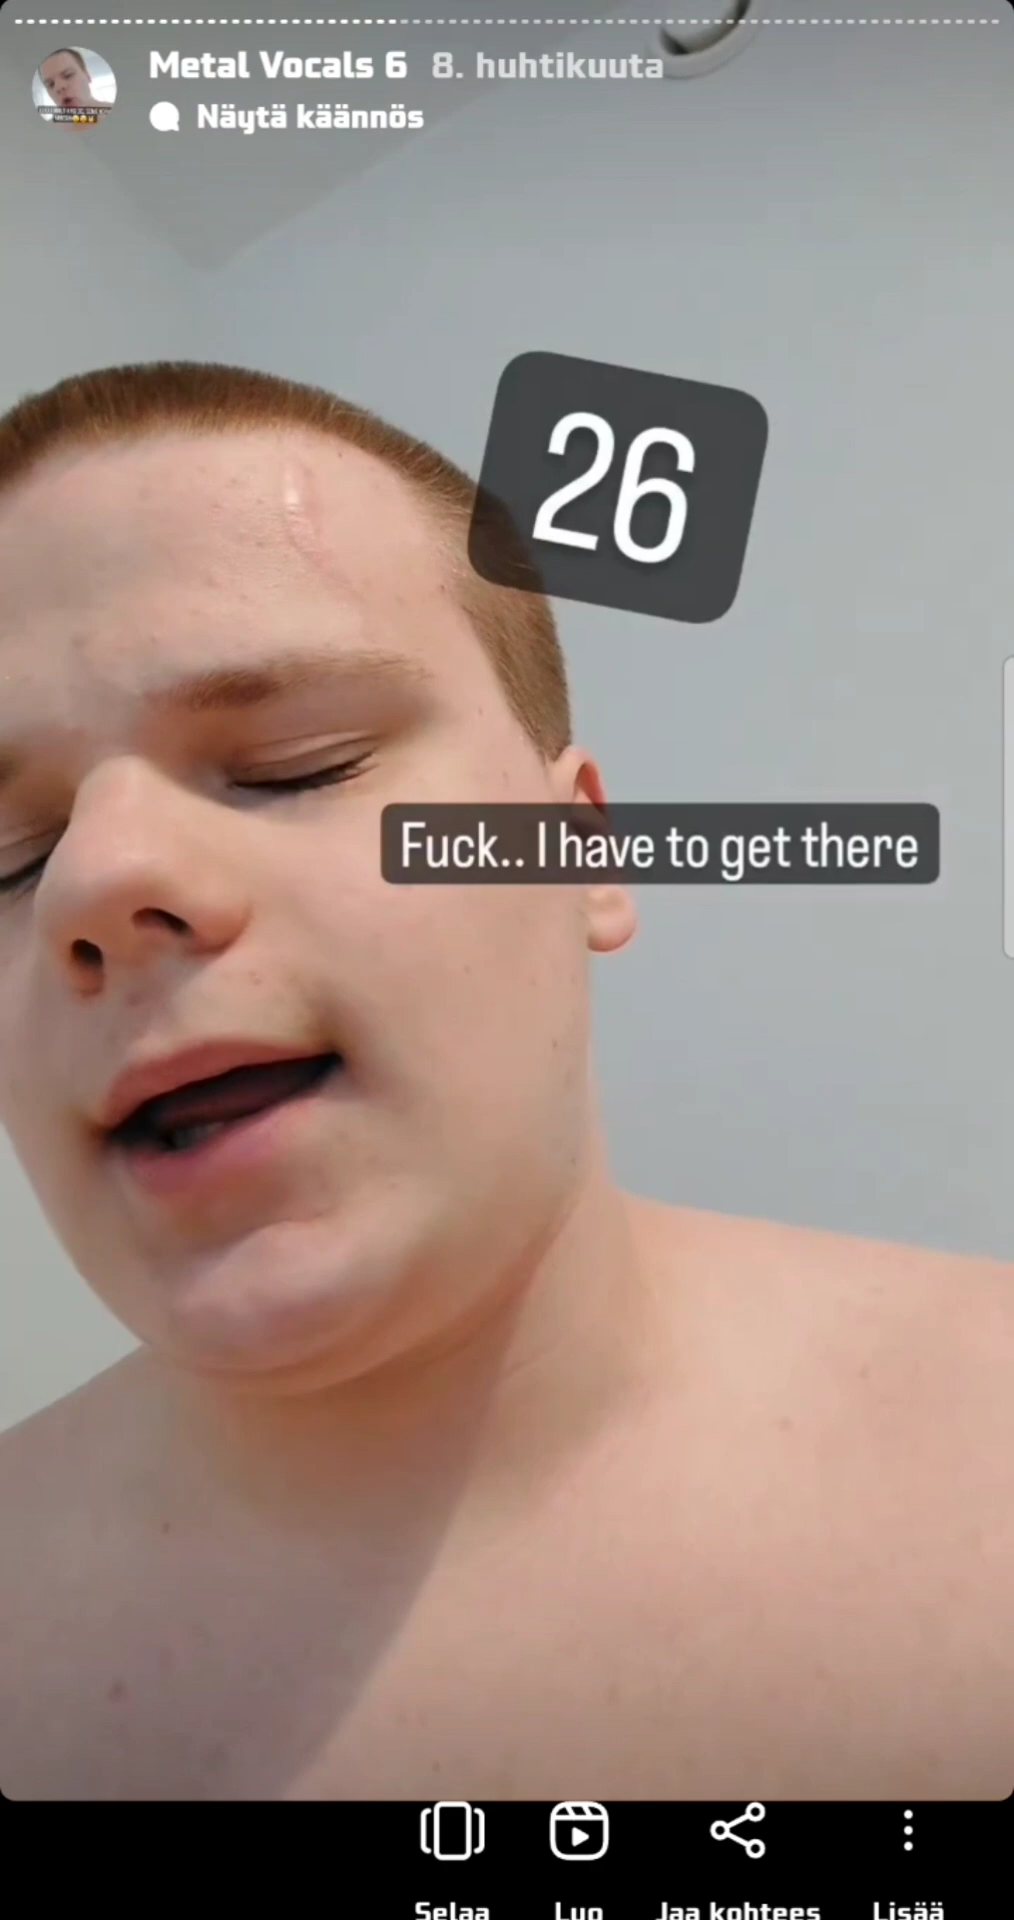 Metal Vocals 6 8. huhtikuuta
Näytä käännös
26
Fuck.. I have to get there
Selaa Luo Jaa kohtees Lisää